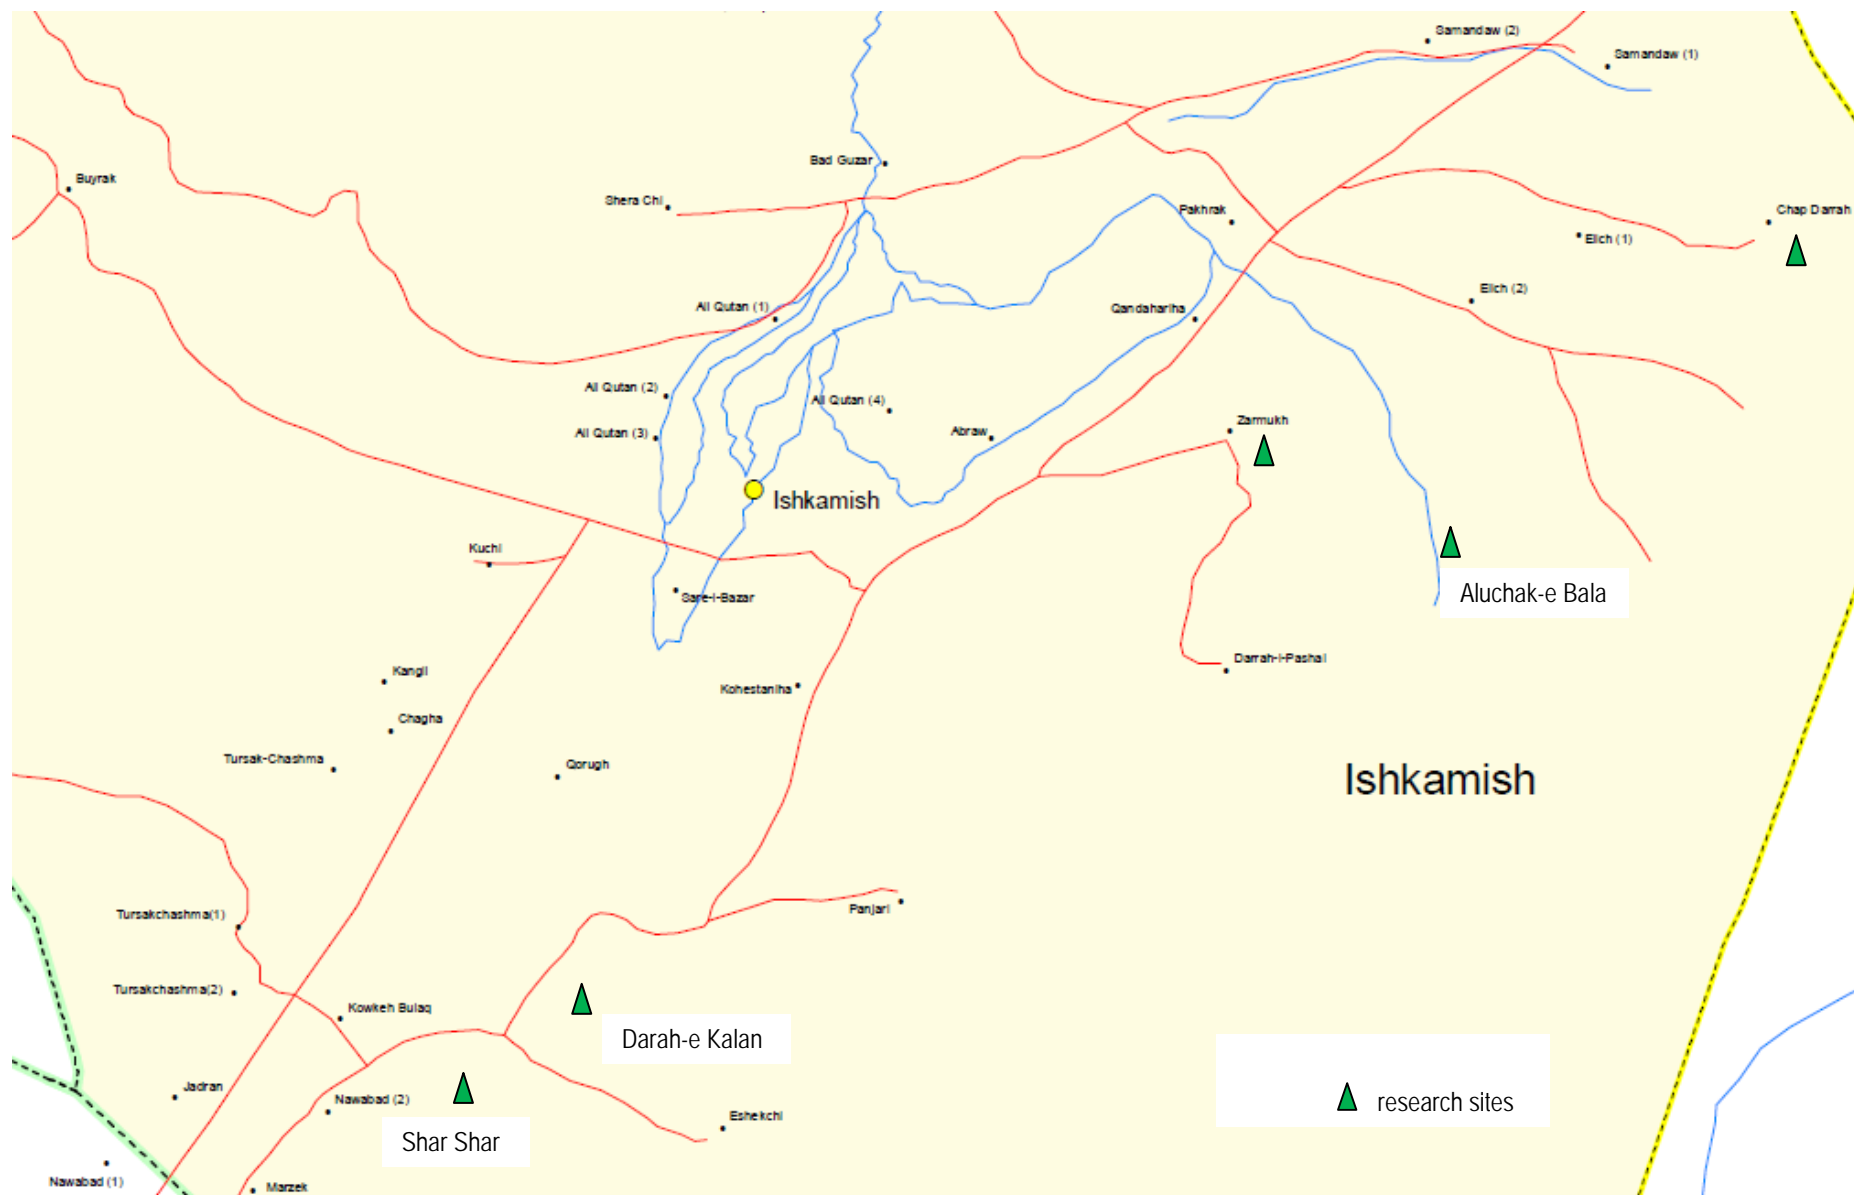 Samandaw (2)
Samandaw (1)
Bad Guzar
Buyrak
Shera Chi
Pakhrak
Chap Darrah
Elich (1)
Elich (2)
Ali Qutan (1)
Qandahariha
Ali Qutan (2)
Ali Qutan (4)
Zarmukh
Ali Qutan (3)
Abraw
Ishkamish
Kuchi
Aluchak-e Bala
Sare-i-Bazar
Darrah-i-Pashai
Kangli
Kohestaniha
Chagha
Tursak-Chashma
Qorugh
Ishkamish
Panjari
Tursakchashma(1)
Tursakchashma(2)
Kowkeh Bulaq
Darah-e Kalan
Jadran
Nawabad (2)
research sites
Eshekchi
Shar Shar
Nawabad (1)
Marzek